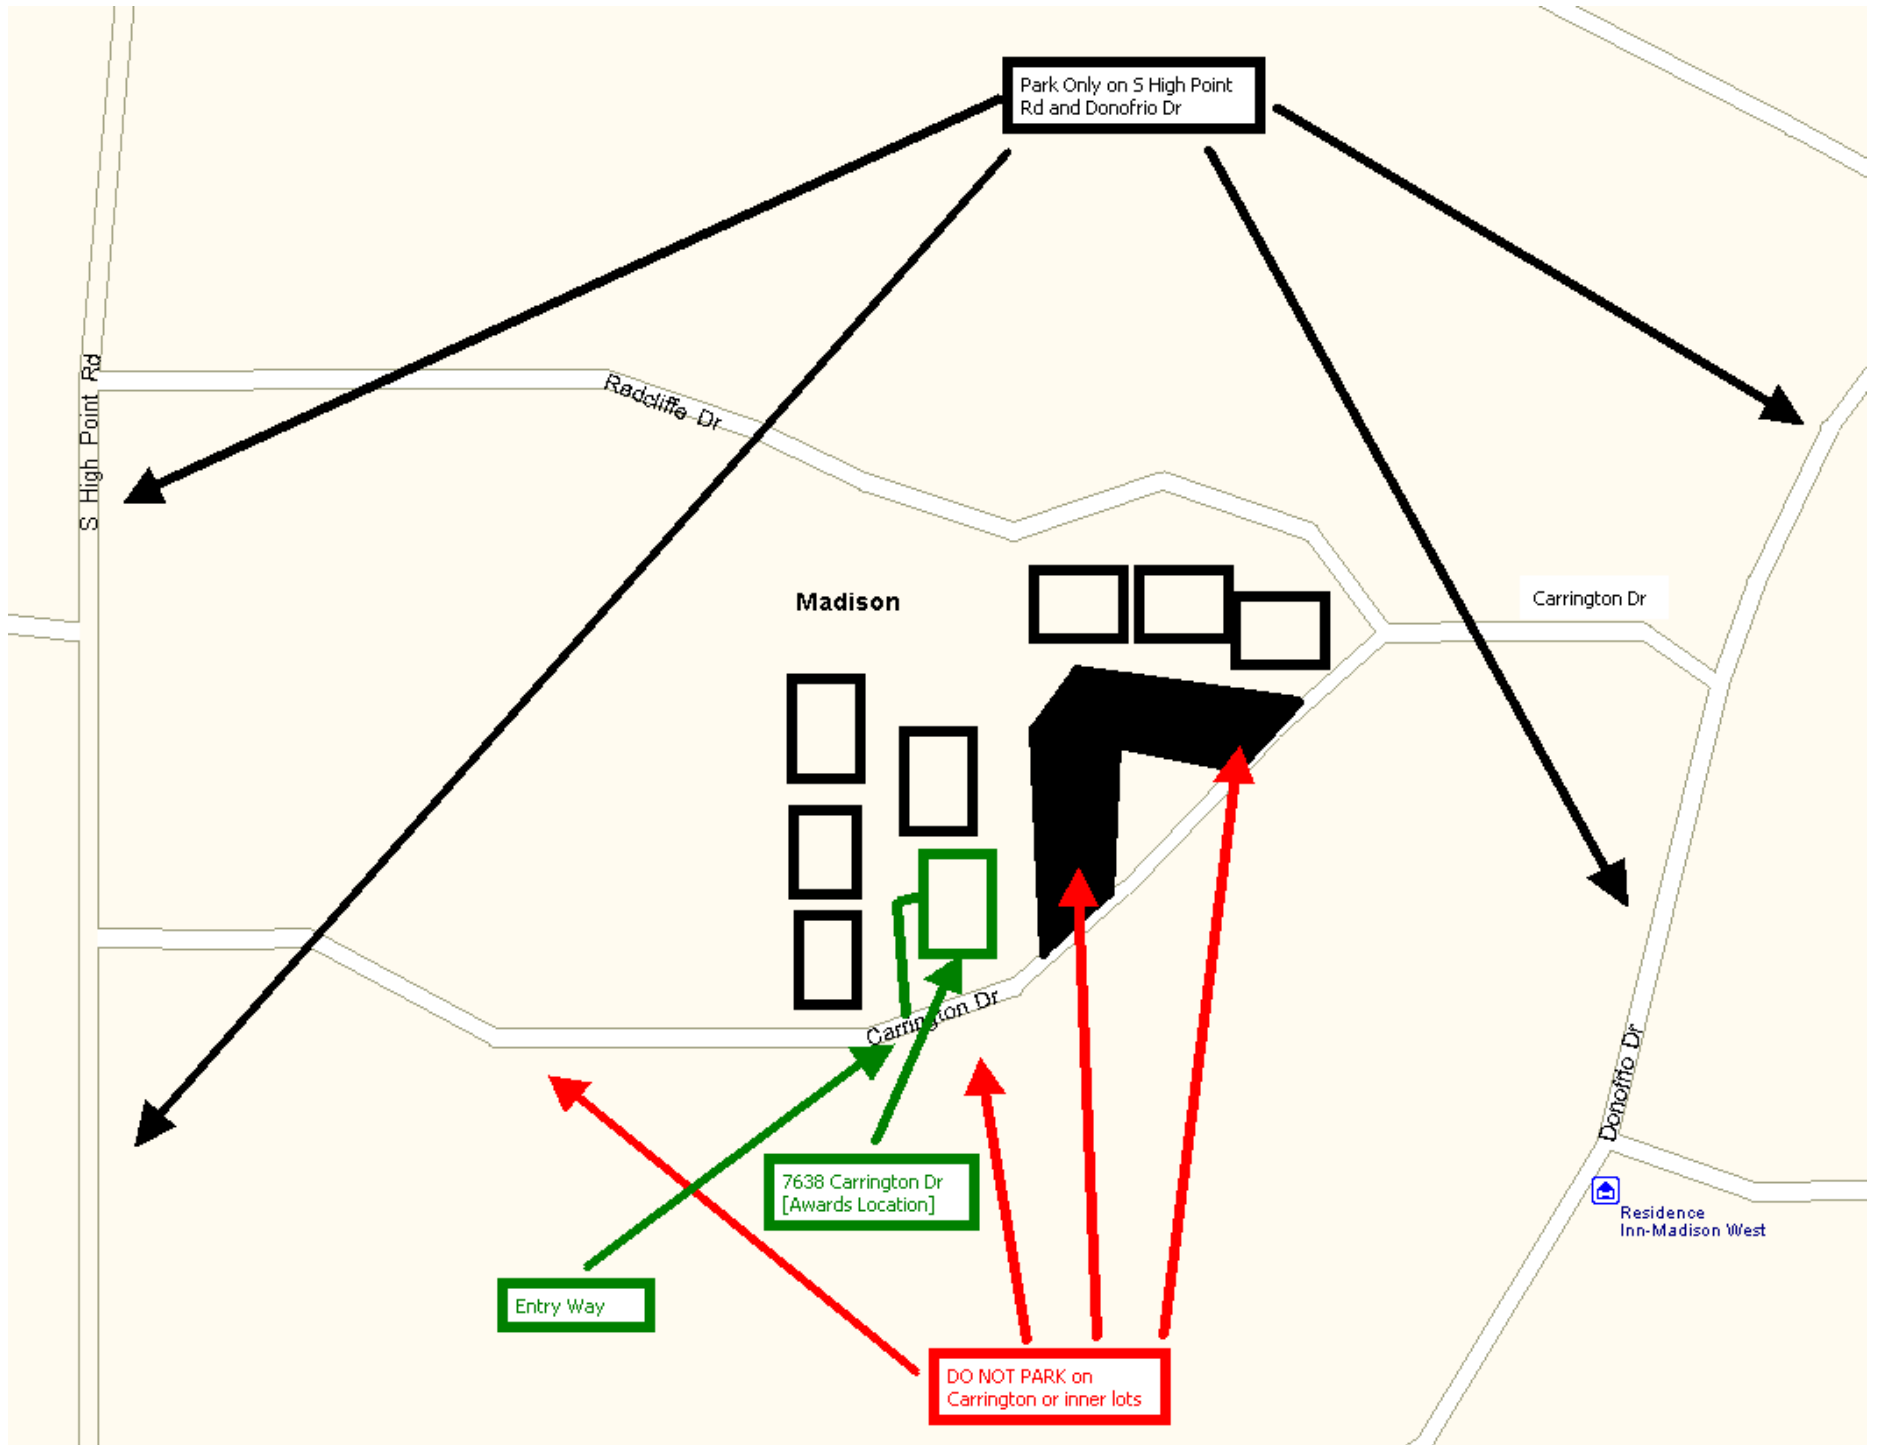 Park Only on S High Point
Rd and Donofrio Dr
S High Point Rd
Radcliffe Dr
Madison
Carrington Dr
Carrington Dr
Donofrio Dr
7638 Carrington Dr
[Awards Location]
Residence
Inn-Madison West
Entry Way
DO NOT PARK on
Carrington or inner lots